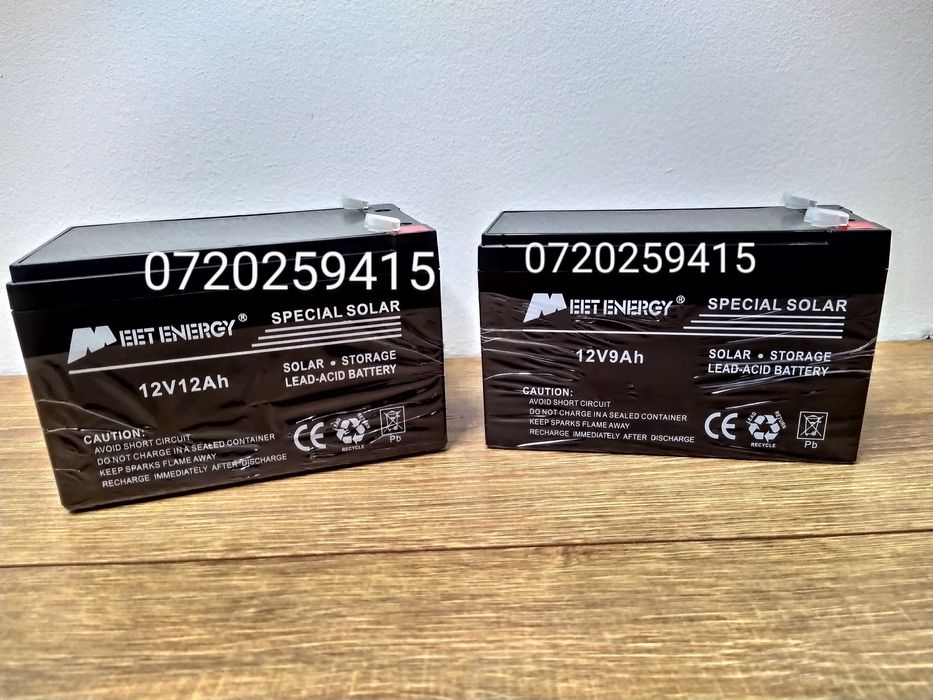 0720259415
MEET ENERGY®
SPECIAL SOLAR
12V12Ah
SOLAR • STORAGE
LEAD-ACID BATTERY
CAUTION:
AVOID SHORT CIRCUIT
DO NOT CHARGE IN A SEALED CONTAINER
KEEP SPARKS FLAME AWAY
RECHARGE IMMEDIATELY AFTER DISCHARGE
CE
RECYCLE
Pb
0720259415
MEET ENERGY®
SPECIAL SOLAR
12V9Ah
SOLAR • STORAGE
LEAD-ACID BATTERY
CAUTION:
AVOID SHORT CIRCUIT
DO NOT CHARGE IN A SEALED CONTAINER
KEEP SPARKS FLAME AWAY
RECHARGE IMMEDIATELY AFTER DISCHARGE
CE
LEAD
RECYCLE
Pb